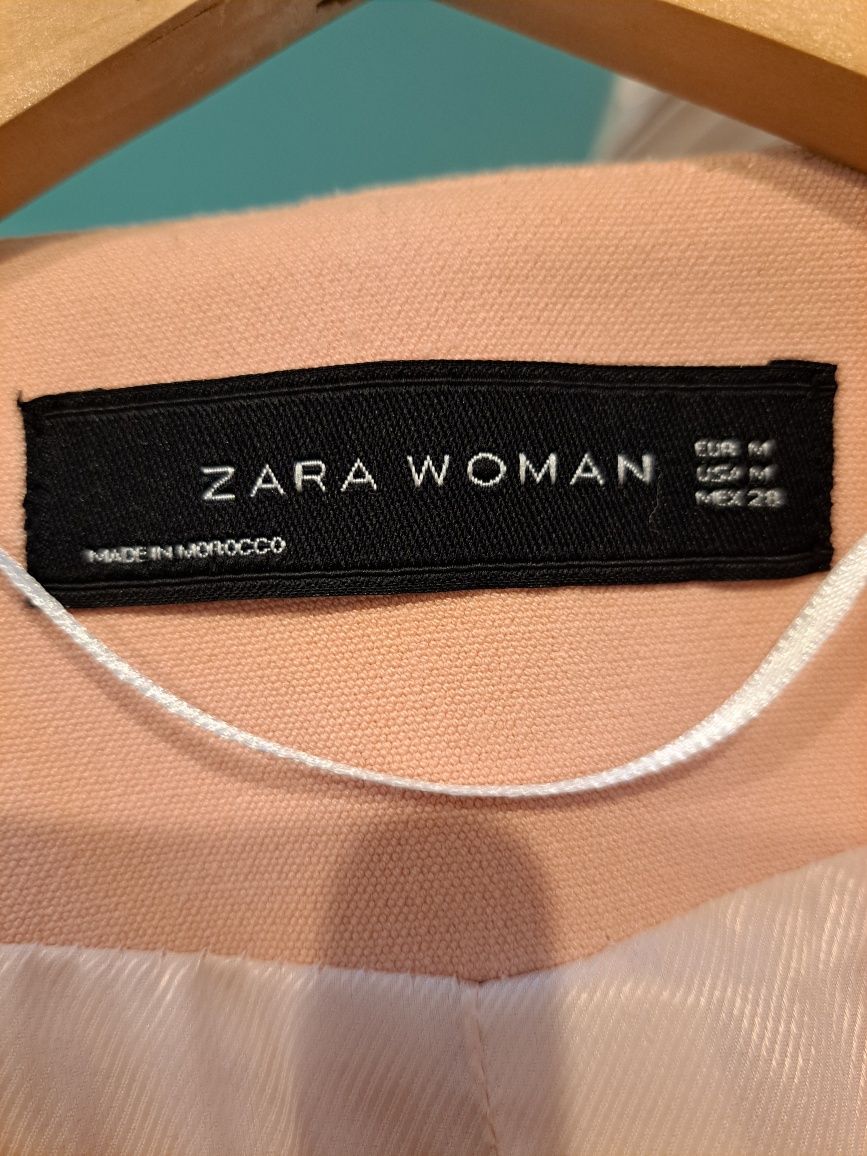 ZARA WOMAN
EUR M
USA M
MEX 28
MADE IN MOROCCO